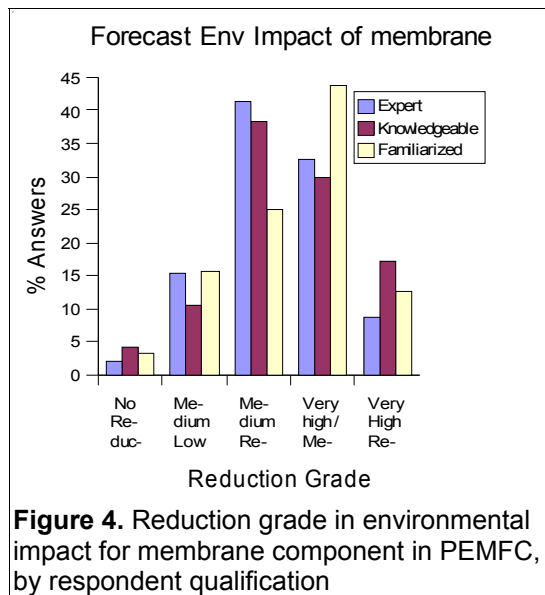 Forecast Env Impact of membrane
45
40
35
30
25
20
15
10
5
0
% Answers
Expert
Knowledgeable
Familiarized
No
Re-
duc-
Me-
dium
Low
Me-
dium
Re-
Very
high/
Me-
Very
High
Re-
Reduction Grade
Figure 4. Reduction grade in environmental
impact for membrane component in PEMFC,
by respondent qualification